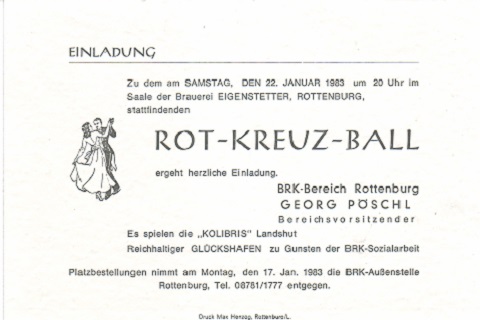 EINLADUNG
Zu dem am SAMSTAG, DEN 22. JANUAR 1983 um 20 Uhr im
Saale der Brauerei EIGENSTETTER, ROTTENBURG,
stattfindenden
ROT-KREUZ-BALL
ergeht herzliche Einladung.
BRK-Bereich Rottenburg
GEORG PÖSCHL
Bereichsvorsitzender
Es spielen die „KOLIBRIS" Landshut
Reichhaltiger GLÜCKSHAFEN zu Gunsten der BRK-Sozialarbeit
Platzbestellungen nimmt am Montag, den 17. Jan. 1983 die BRK-Außenstelle
Rottenburg, Tel. 08781/1777 entgegen.
Druck Max Herzog, Rottenburg/L.